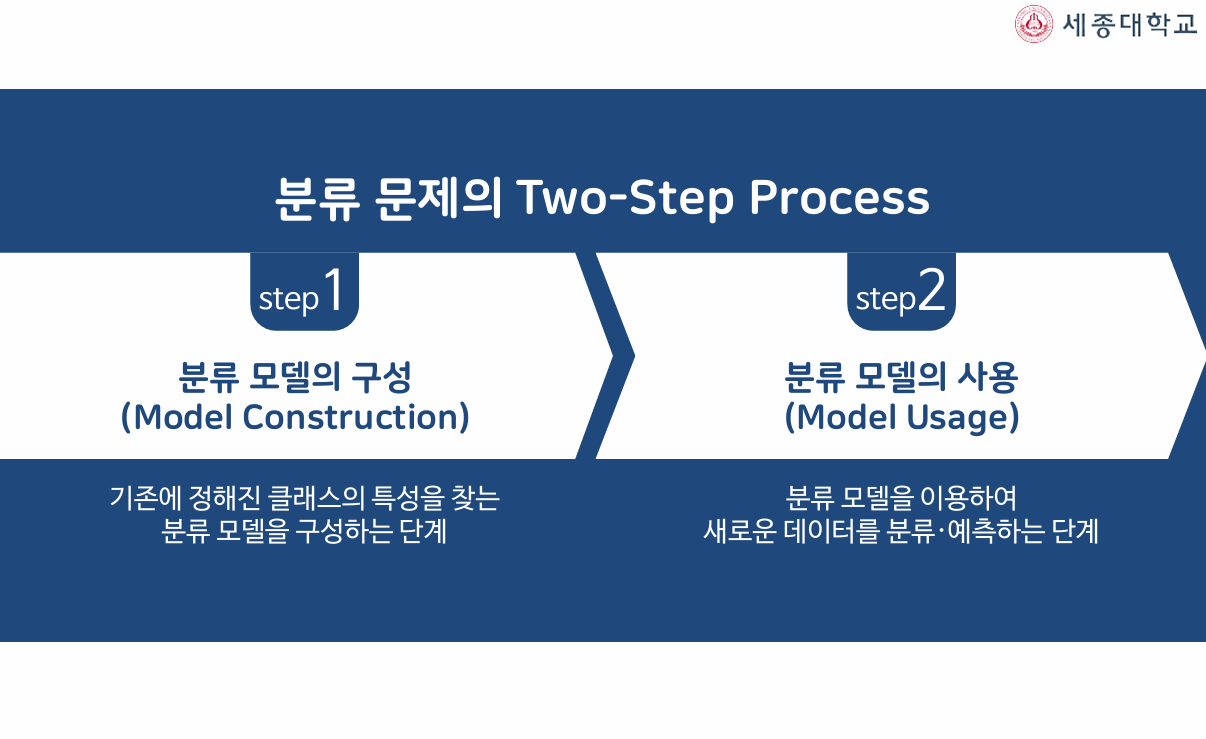 세종대학교
분류 문제의 Two-Step Process
step1
분류 모델의 구성
(Model Construction)
기존에 정해진 클래스의 특성을 찾는
분류 모델을 구성하는 단계
step2
분류 모델의 사용
(Model Usage)
분류 모델을 이용하여
새로운 데이터를 분류·예측하는 단계